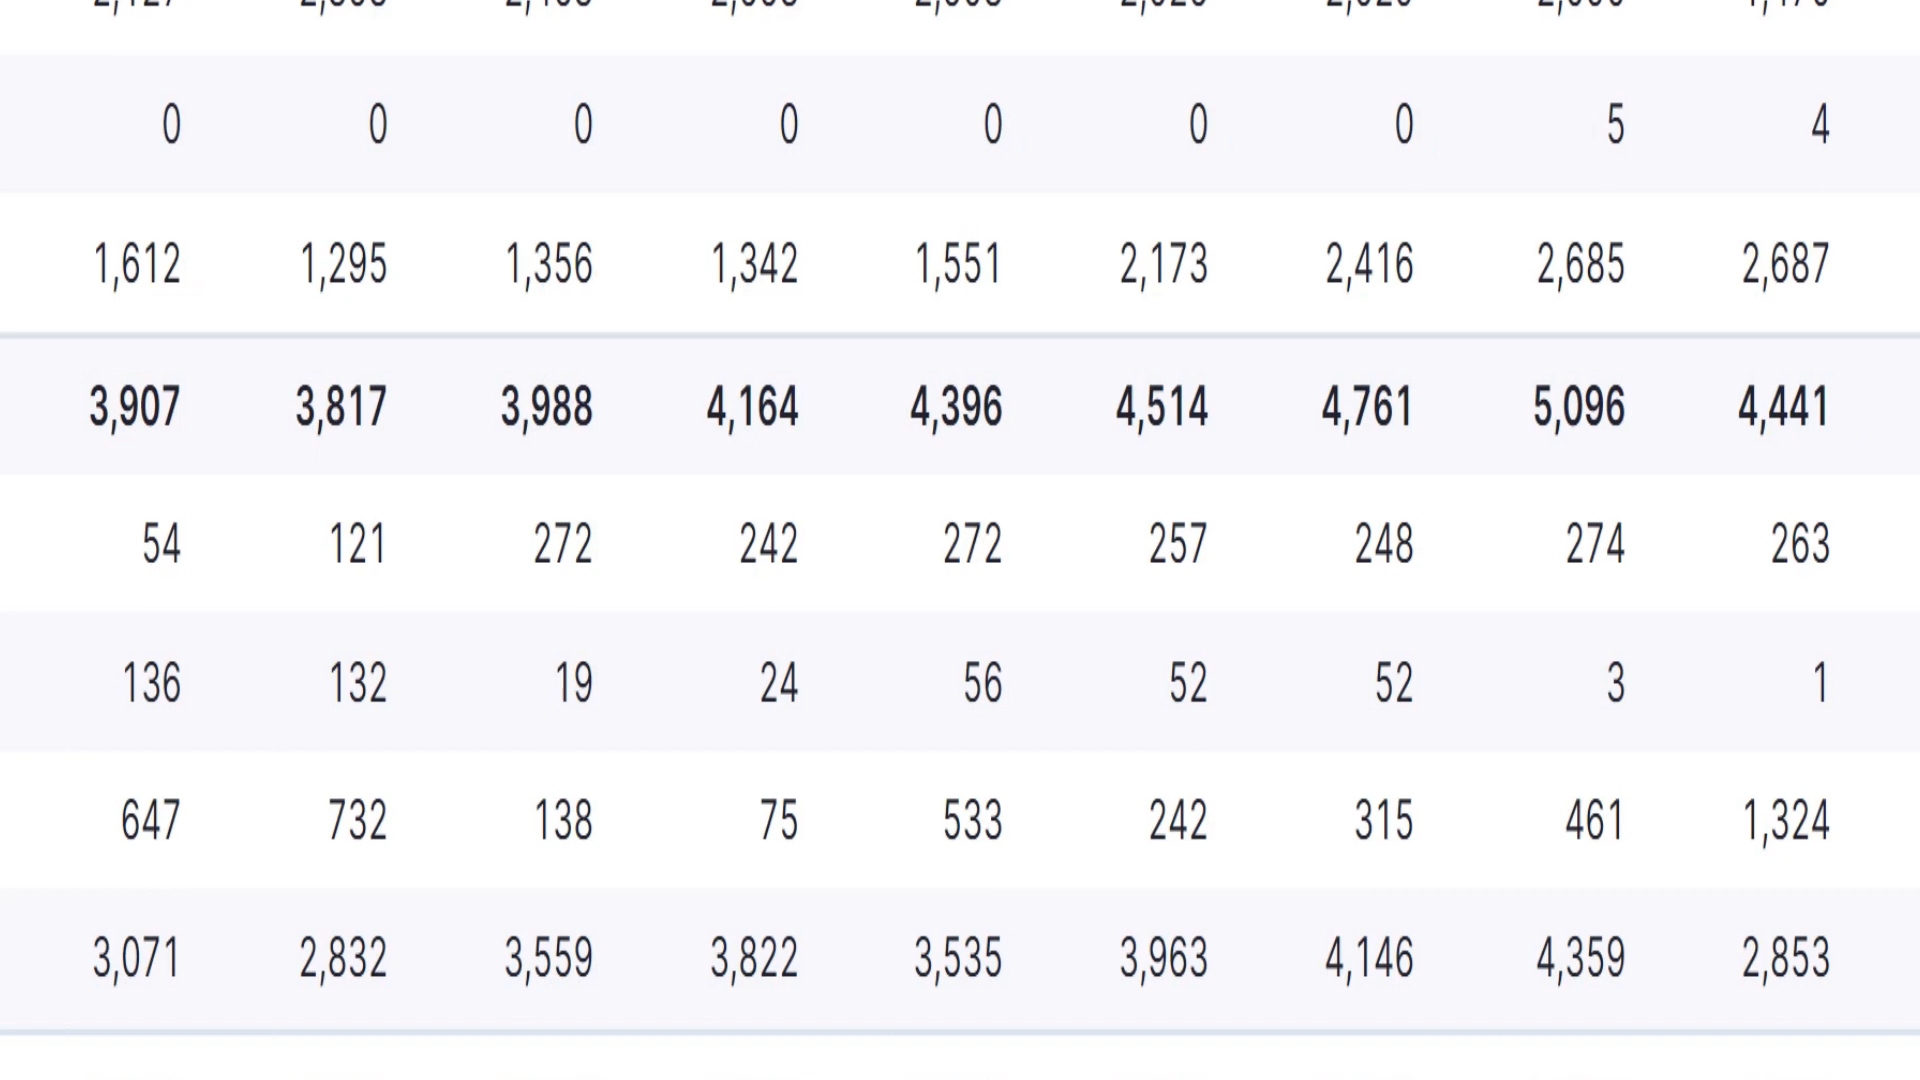 0 0 0 0 0 0 0 5 4
1,612 1,295 1,356 1,342 1,551 2,173 2,416 2,685 2,687
3,907 3,817 3,988 4,164 4,396 4,514 4,761 5,096 4,441
54 121 272 242 272 257 248 274 263
136 132 19 24 56 52 52 3 1
647 732 138 75 533 242 315 461 1,324
3,071 2,832 3,559 3,822 3,535 3,963 4,146 4,359 2,853